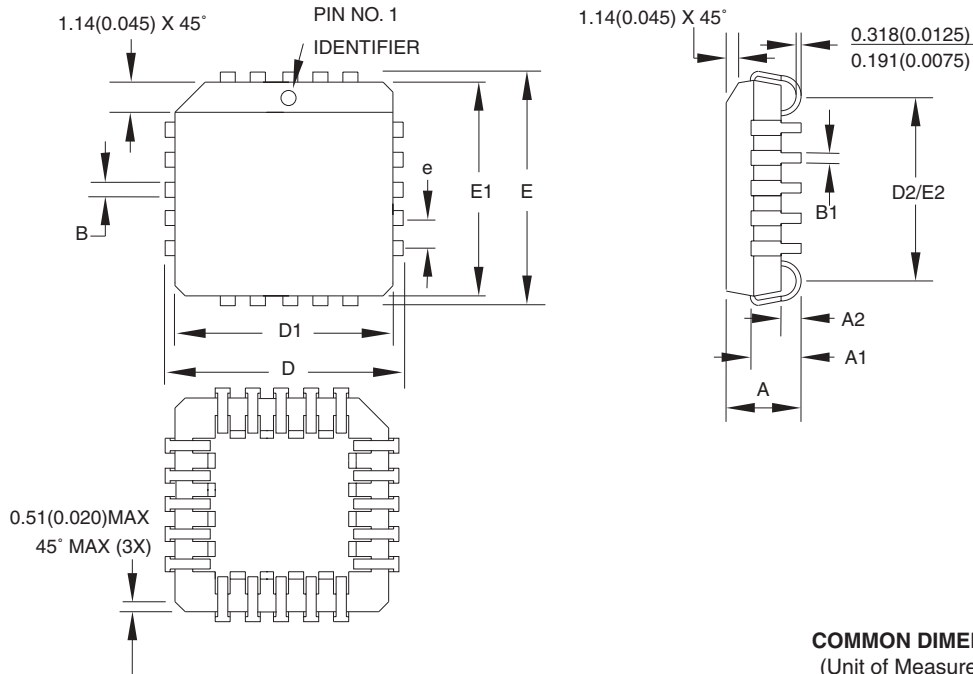 1.14(0.045) X 45˚
PIN NO. 1
IDENTIFIER
1.14(0.045) X 45˚
0.318(0.0125)
0.191(0.0075)
e
E1
E
B
D1
D
B1
D2/E2
A2
A1
A
0.51(0.020)MAX
45˚ MAX (3X)
COMMON DIMEN
(Unit of Measure